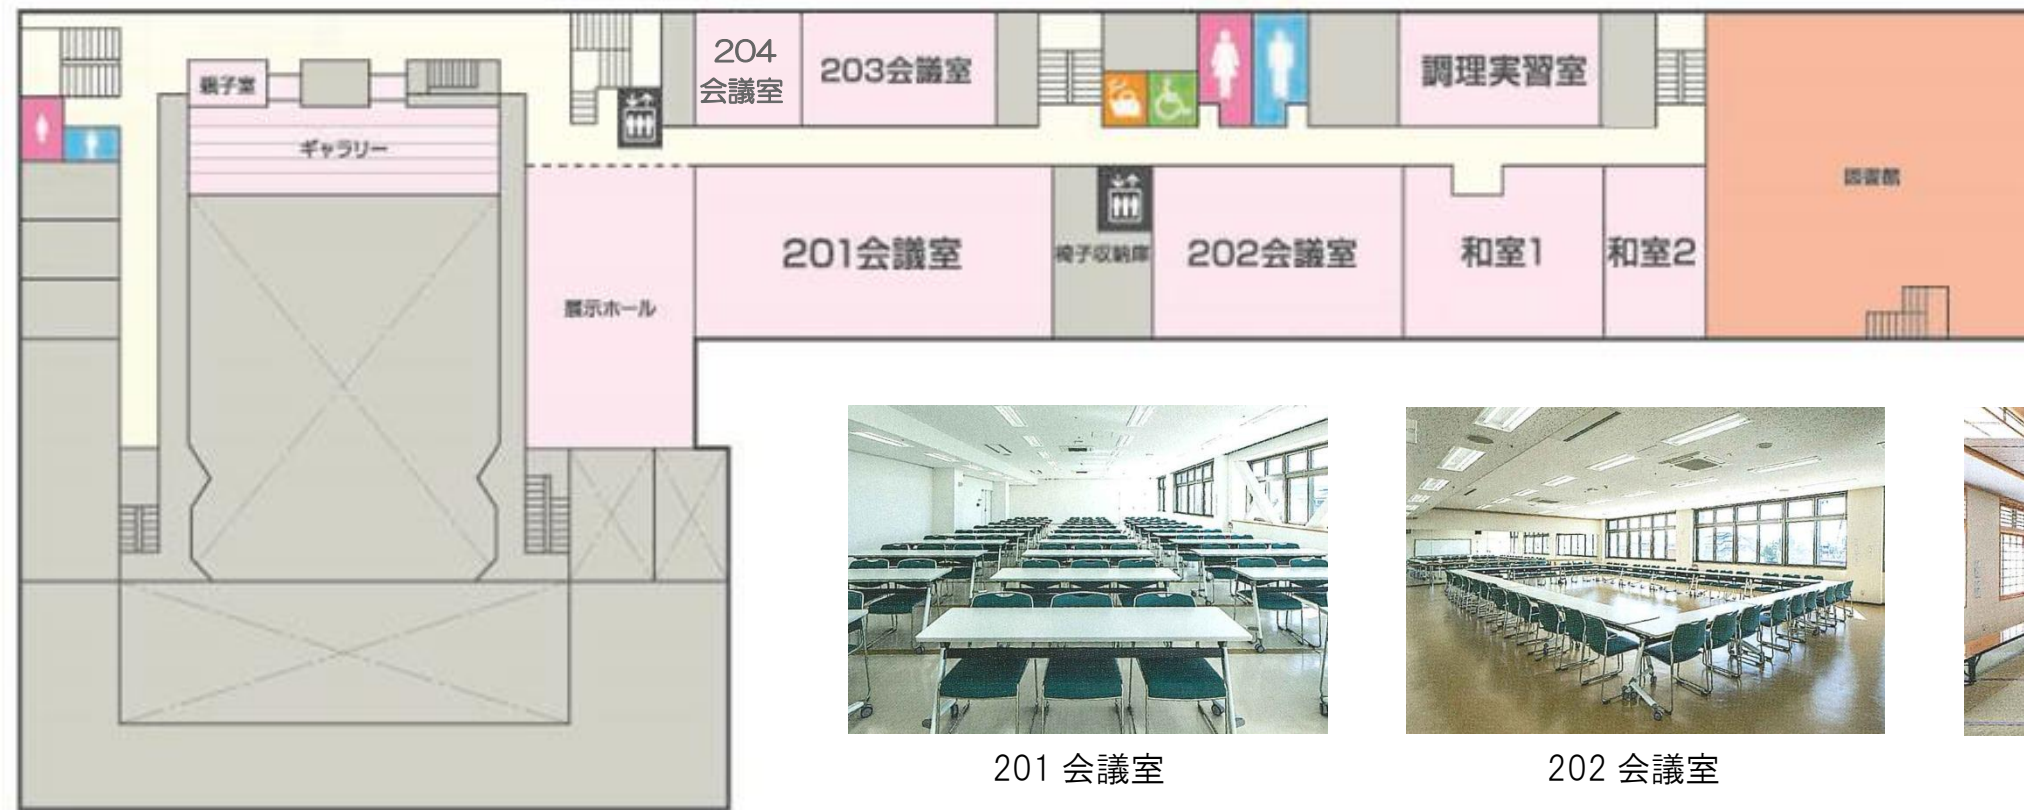 204
会議室
203会議室
調理実習室
親子室
ギャラリー
図書館
201会議室
椅子収納庫
202会議室
和室1
和室2
展示ホール
201 会議室
202 会議室